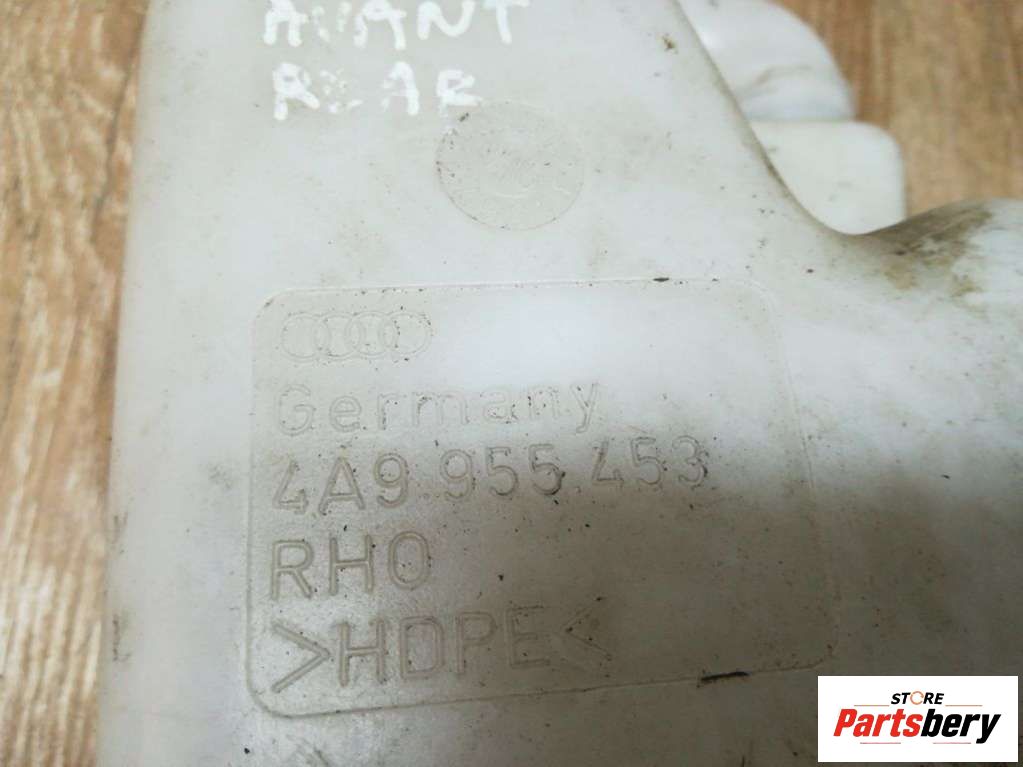 AVANT
REAR
Germany
4A9 955 453
RHO
>HDPE<
STORE
Partsbery